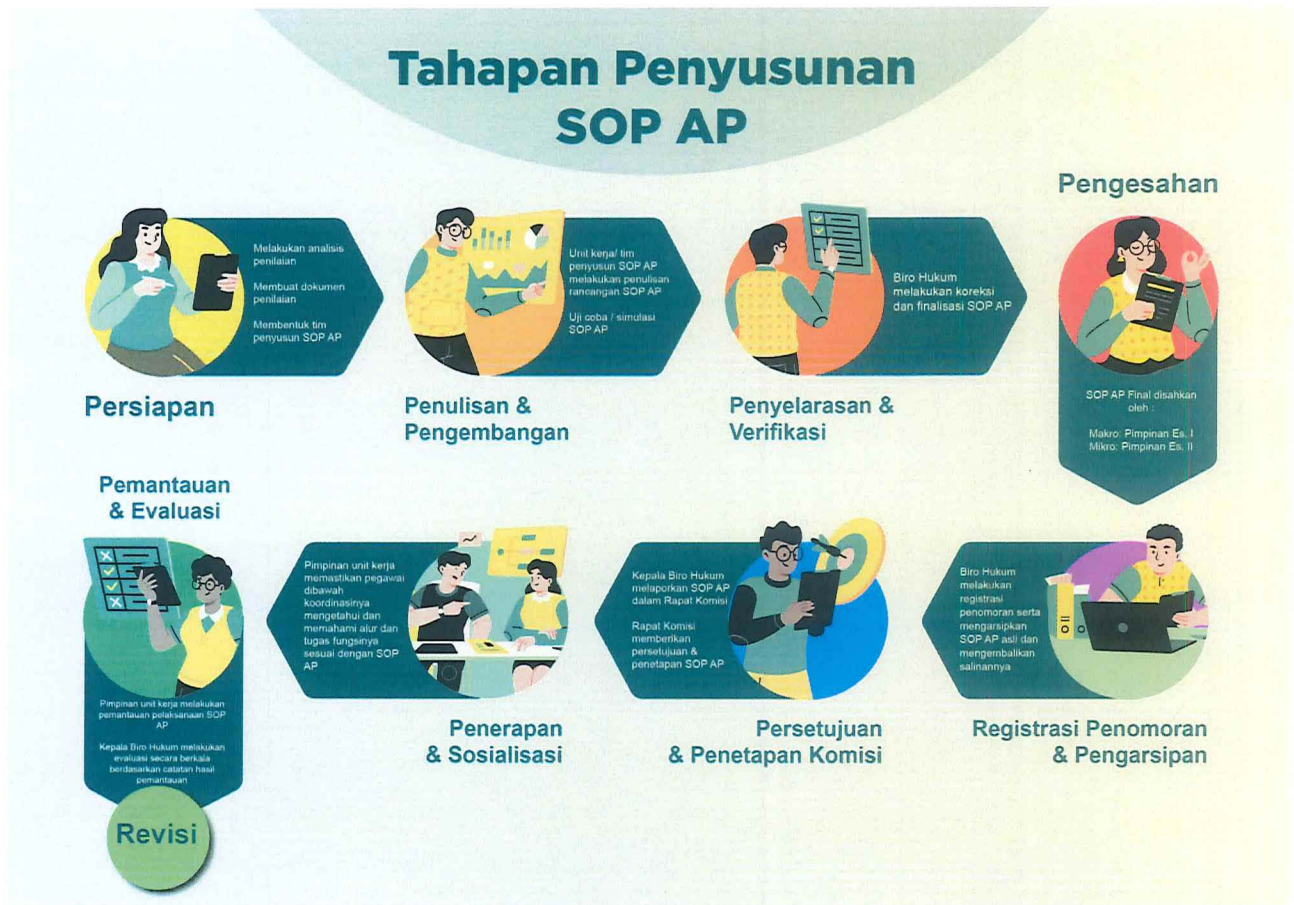 Tahapan Penyusunan
SOP AP
Melakukan analisis
penilaian
Membuat dokumen
penilaian
Membentuk tim
penyusun SOP AP
Persiapan
Unit kerja/ tim
penyusun SOP AP
melakukan penulisan
rancangan SOP AP
Uji coba / simulasi
SOP AP
Penulisan &
Pengembangan
Biro Hukum
melakukan koreksi
dan finalisasi SOP AP
Penyelarasan &
Verifikasi
Pengesahan
SOP AP Final disahkan
oleh :
Makro: Pimpinan Es. I
Mikro: Pimpinan Es. II
Biro Hukum
melakukan
registrasi
penomoran serta
mengarsipkan
SOP AP asli dan
mengembalikan
salinannya
Registrasi Penomoran
& Pengarsipan
Kepala Biro Hukum
melaporkan SOP AP
dalam Rapat Komisi
Rapat Komisi
memberikan
persetujuan &
penetapan SOP AP
Persetujuan
& Penetapan Komisi
Pimpinan unit kerja
memastikan pegawai
dibawah
koordinasinya
mengetahui dan
memahami alur dan
tugas fungsinya
sesuai dengan SOP
AP
Penerapan
& Sosialisasi
Pemantauan
& Evaluasi
Pimpinan unit kerja melakukan
pemantauan pelaksanaan SOP
AP
Kepala Biro Hukum melakukan
evaluasi secara berkala
berdasarkan catatan hasil
pemantauan
Revisi